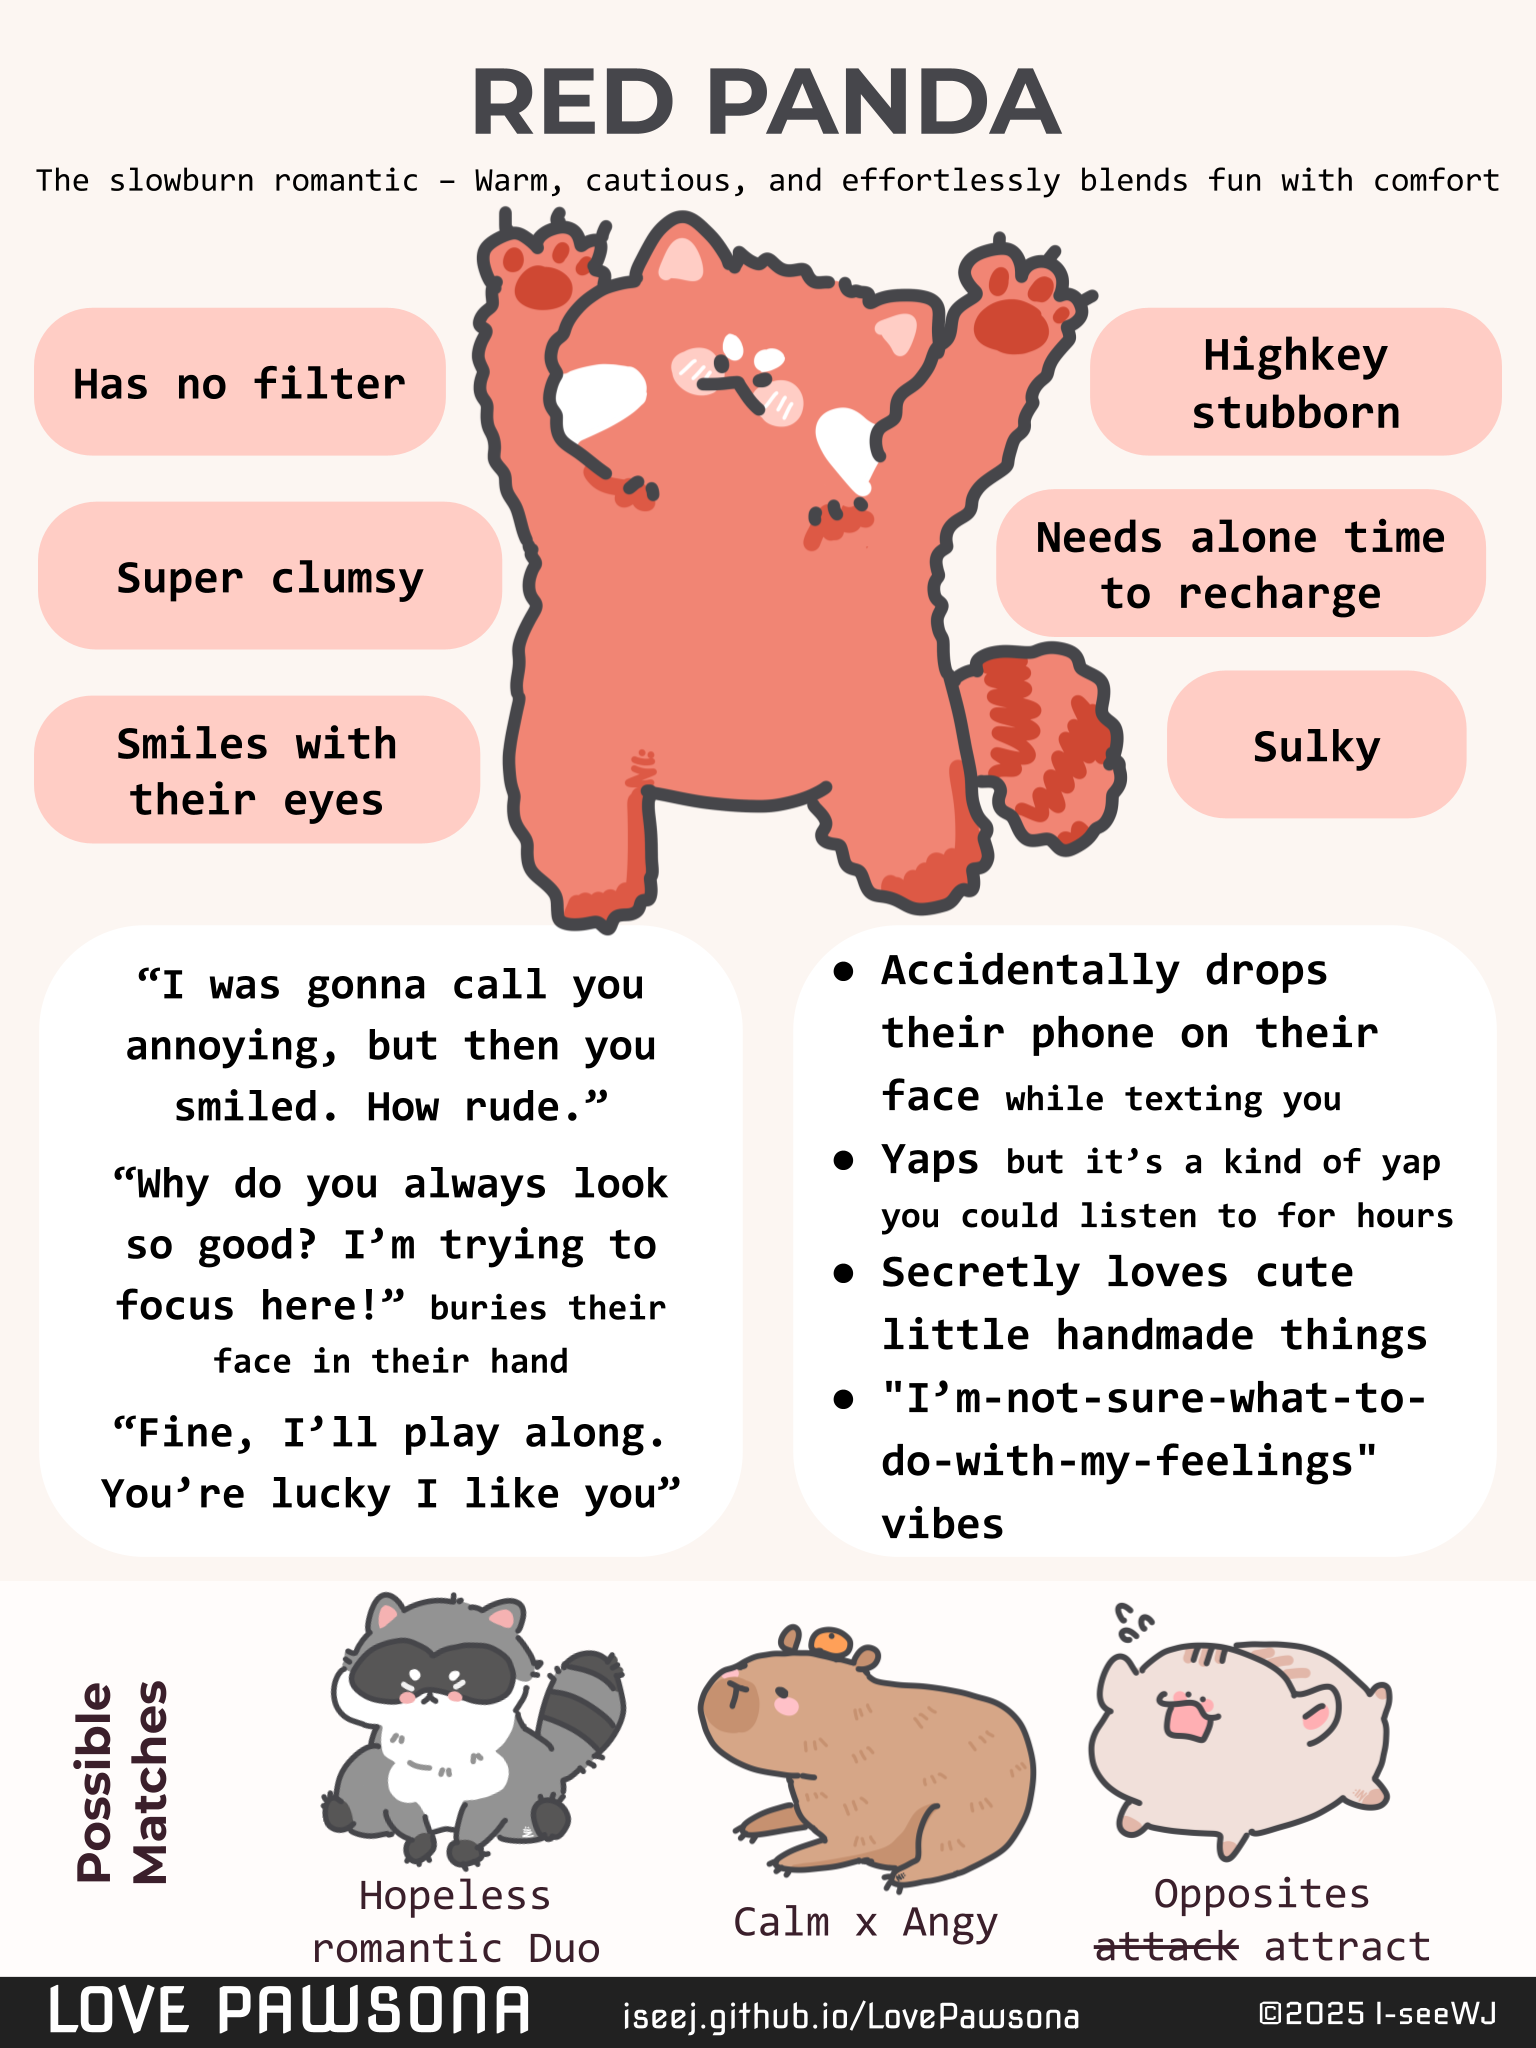 RED PANDA
The slowburn romantic – Warm, cautious, and effortlessly blends fun with comfort
Has no filter
Super clumsy
Smiles with
their eyes
Highkey
stubborn
Needs alone time
to recharge
Sulky
“I was gonna call you
annoying, but then you
smiled. How rude.”
“Why do you always look
so good? I’m trying to
focus here!” buries their
face in their hand
“Fine, I’ll play along.
You’re lucky I like you”
● Accidentally drops
their phone on their
face while texting you
● Yaps but it’s a kind of yap
you could listen to for hours
● Secretly loves cute
little handmade things
● "I’m-not-sure-what-to-
do-with-my-feelings"
vibes
Possible
Matches
Hopeless
romantic Duo
Calm x Angy
Opposites
attack attract
LOVE PAWSONA
iseej.github.io/LovePawsona
©2025 I-seeWJ